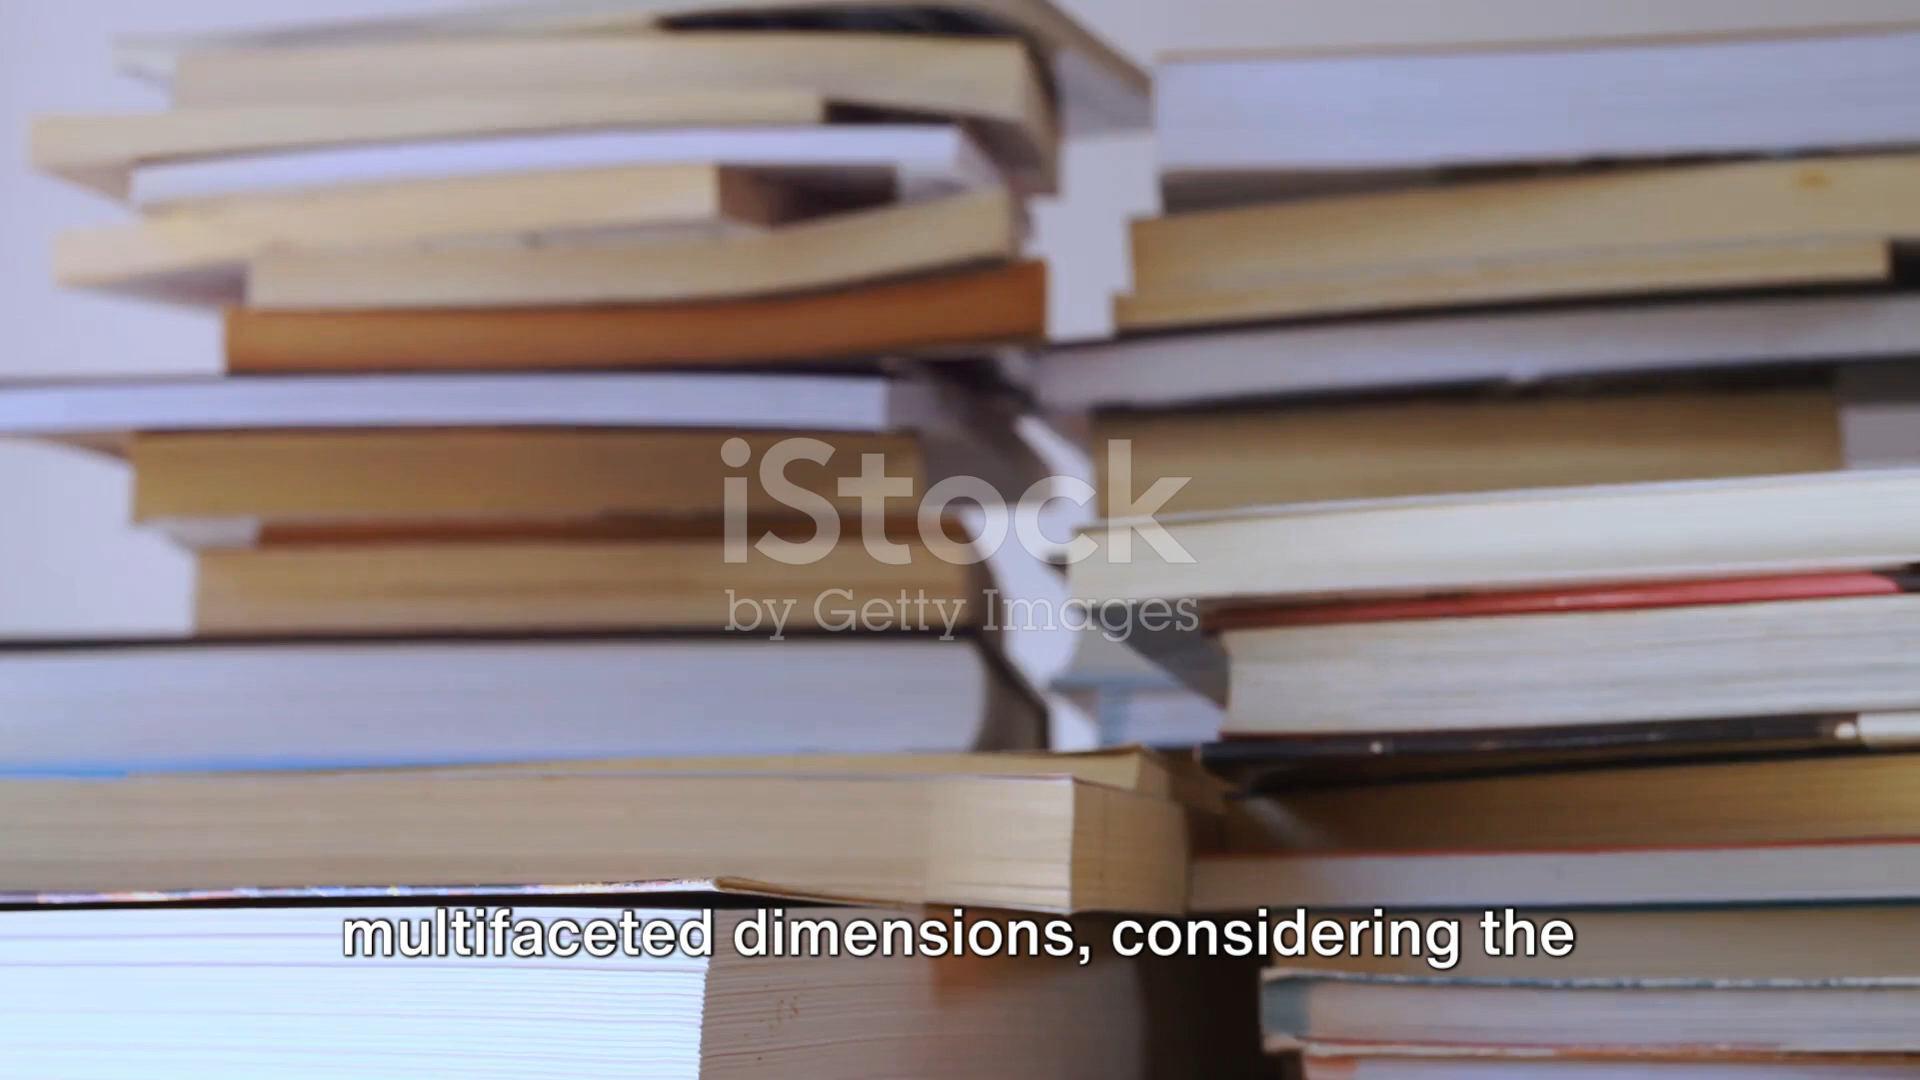 iStock
by Getty Images
multifaceted dimensions, considering the